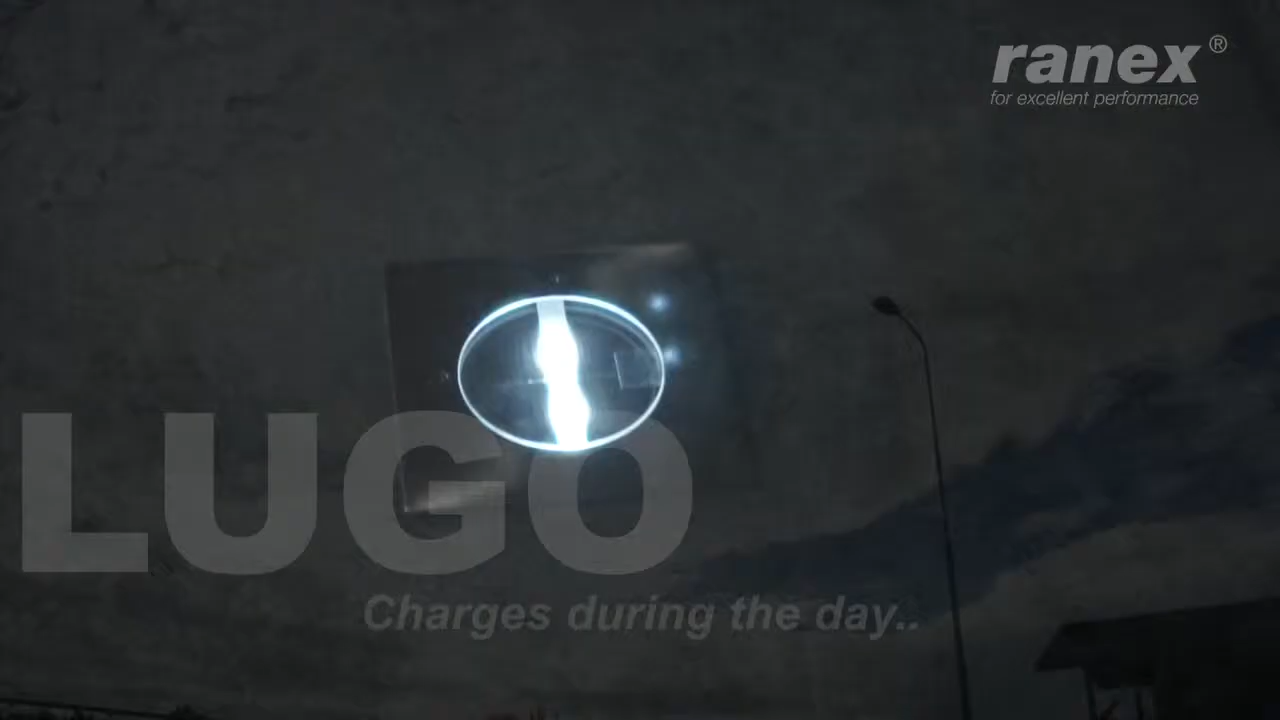 ranex®
for excellent performance
LUGO
Charges during the day..